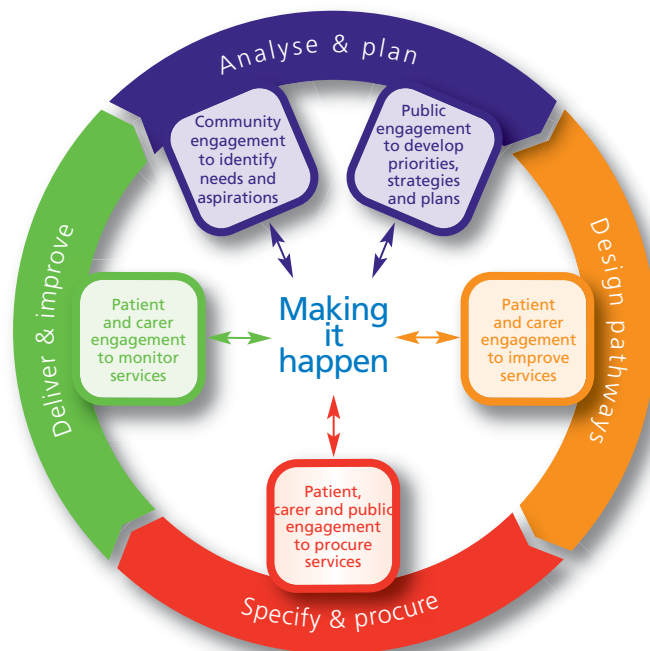 Analyse & plan
Community
engagement
to identify
needs and
aspirations
Public
engagement
to develop
priorities,
strategies
and plans
Design pathways
Patient
and carer
engagement
to improve
services
Making
it
happen
Patient
and carer
engagement
to monitor
services
Deliver & improve
Patient,
carer and public
engagement
to procure
services
Specify & procure